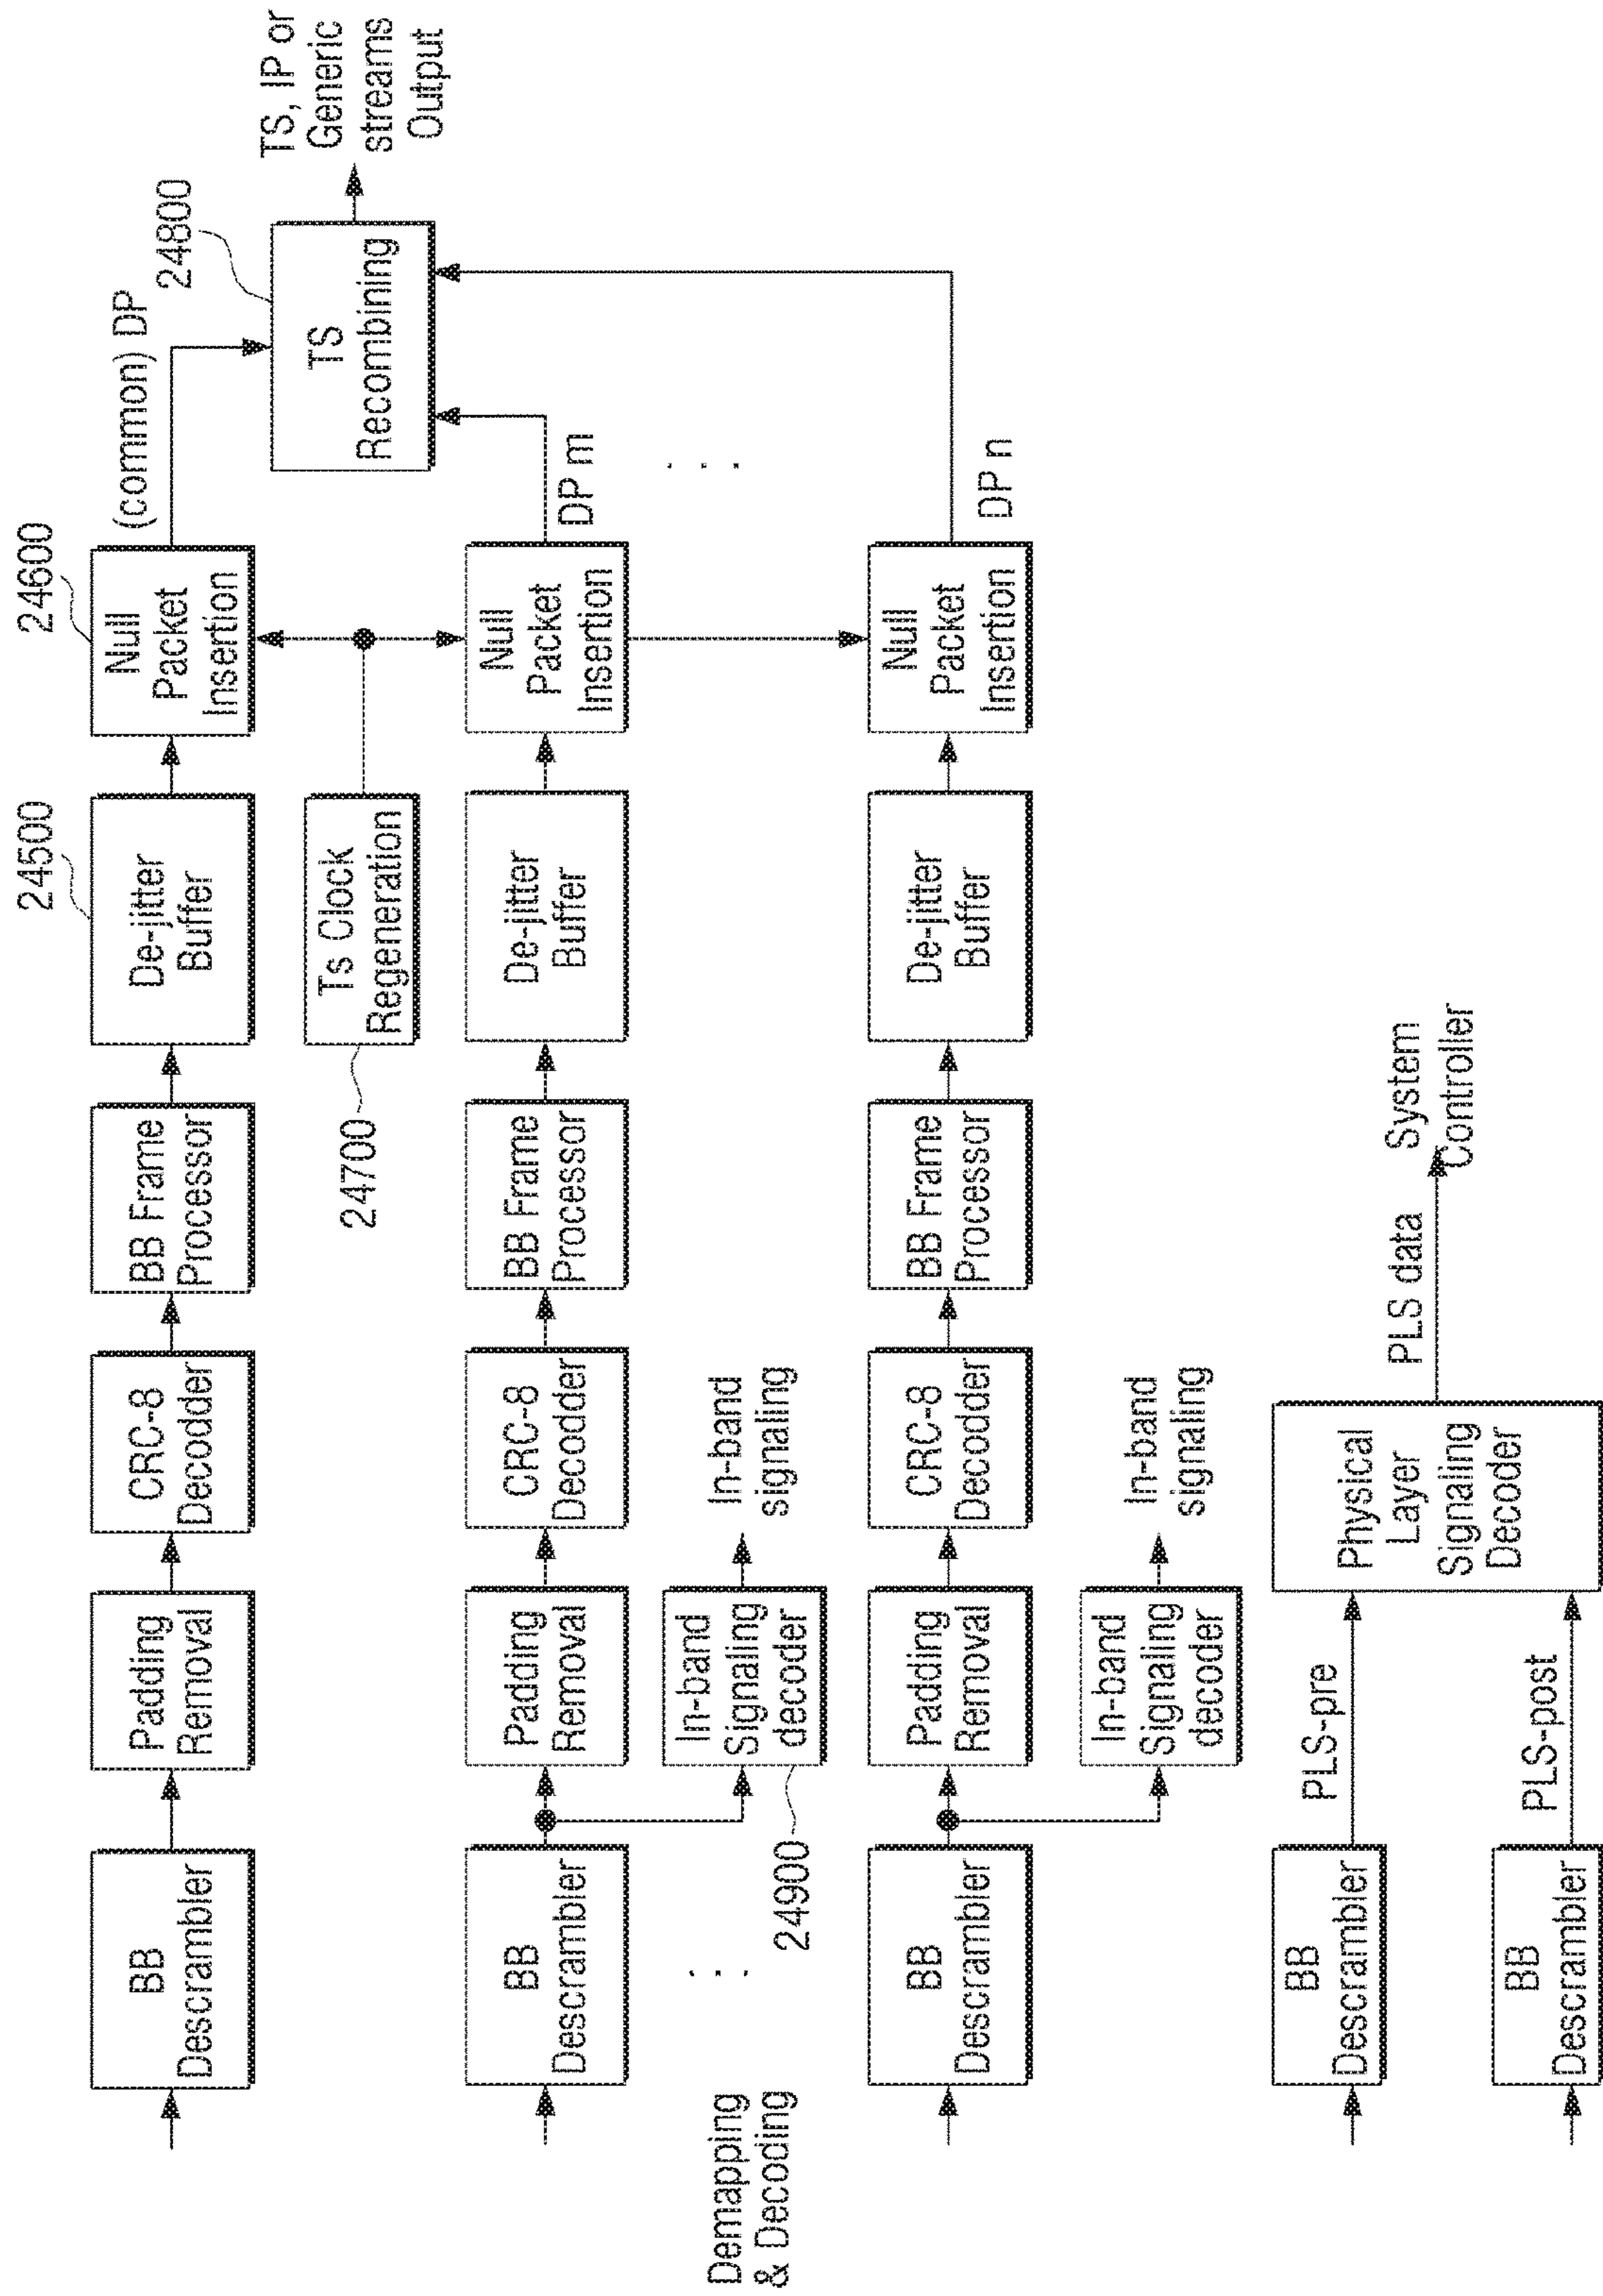 24500
24600
(common) DP
24800
BB
Descrambler
Padding
Removal
CRC-8
Decoder
BB Frame
Processor
De-jitter
Buffer
Null
Packet
Insertion
TS
Recombining
TS, IP or
Generic
streams
Output
24700
Ts Clock
Regeneration
BB
Descrambler
Padding
Removal
CRC-8
Decoder
BB Frame
Processor
De-jitter
Buffer
Null
Packet
Insertion
DP m
Demapping
& Decoding
. . .
24900
In-band
Signaling
decoder
In-band
signaling
. . .
BB
Descrambler
Padding
Removal
CRC-8
Decoder
BB Frame
Processor
De-jitter
Buffer
Null
Packet
Insertion
DP n
In-band
Signaling
decoder
In-band
signaling
BB
Descrambler
PLS-pre
Physical
Layer
Signaling
Decoder
PLS data
System
Controller
BB
Descrambler
PLS-post